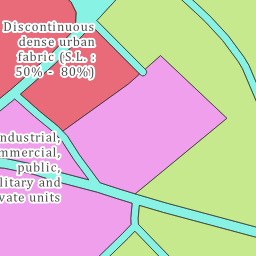 Discontinuous
dense urban
fabric (S.L. :
50% - 80%)
ndustrial,
mmercial,
public,
litary and
vate units